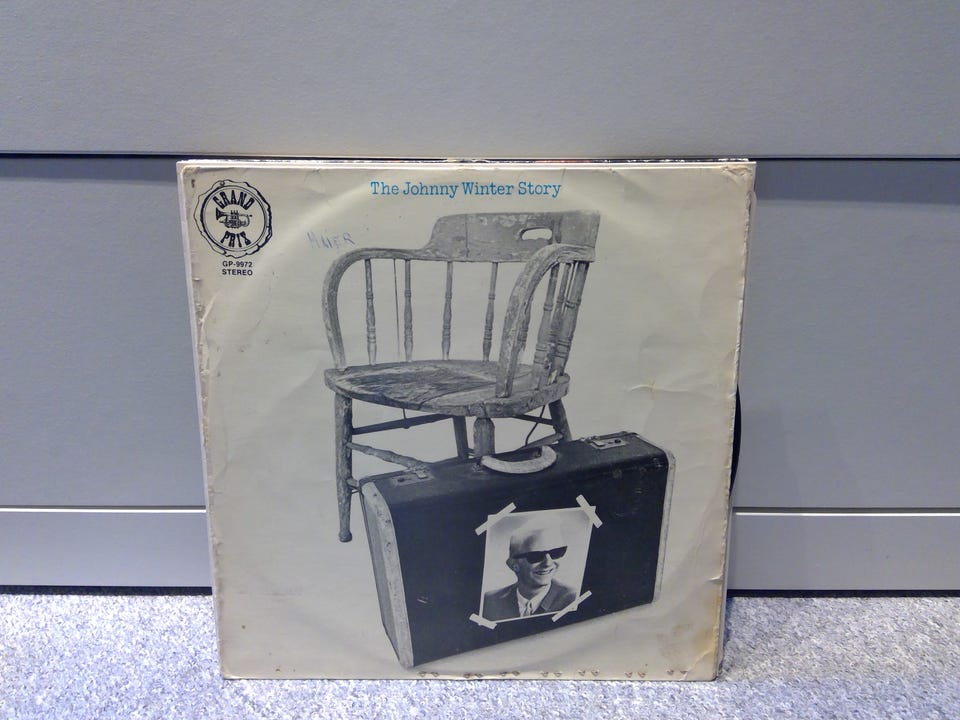 The Johnny Winter Story
GRAND
PRIX
GP-9972
STEREO